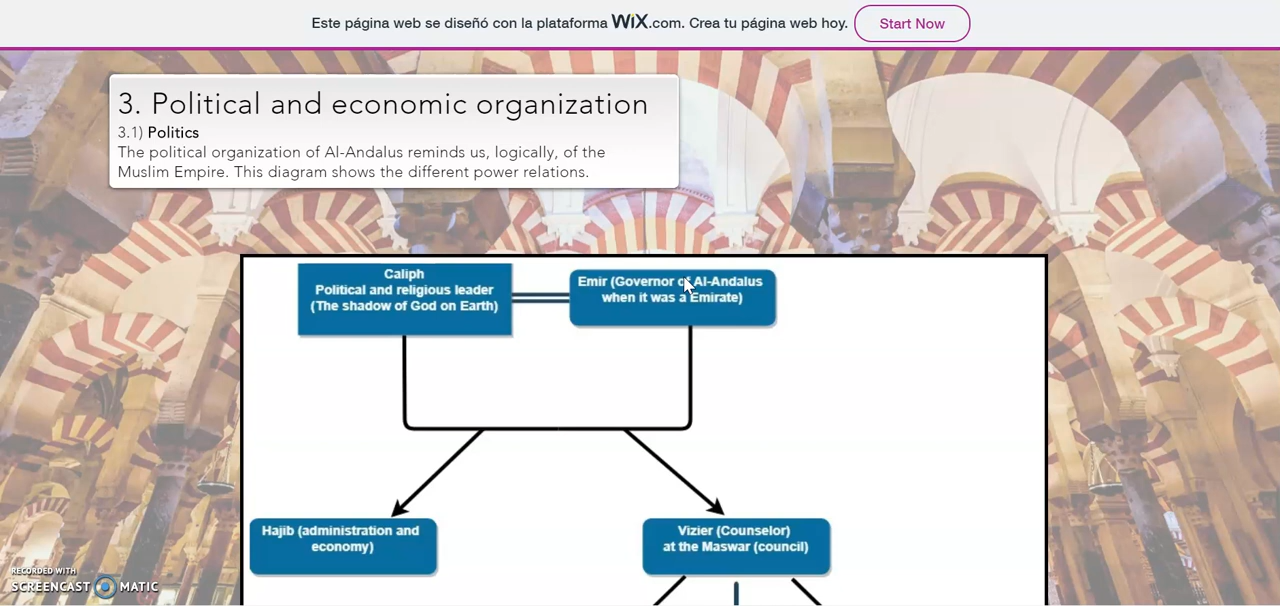 Este página web se diseñó con la plataforma WiX.com. Crea tu página web hoy. Start Now
3. Political and economic organization
3.1) Politics
The political organization of Al-Andalus reminds us, logically, of the
Muslim Empire. This diagram shows the different power relations.
Caliph
Political and religious leader
(The shadow of God on Earth)
Emir (Governor of Al-Andalus
when it was a Emirate)
Hajib (administration and
economy)
Vizier (Counselor)
at the Maswar (council)
RECORDED WITH
SCREENCAST MATIC